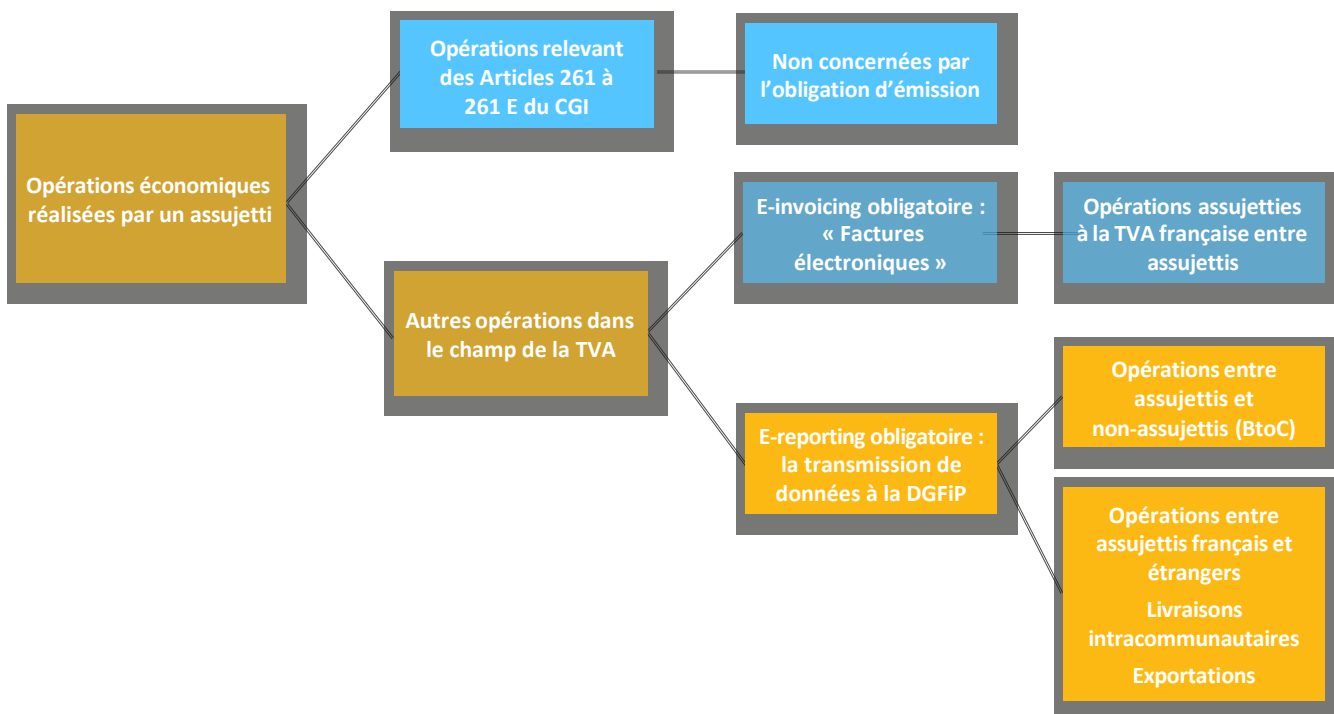 Opérations économiques
réalisées par un assujetti
Opérations relevant
des Articles 261 à
261 E du CGI
Non concernées par
l'obligation d'émission
Autres opérations dans
le champ de la TVA
E-invoicing obligatoire :
« Factures
électroniques »
Opérations assujetties
à la TVA française entre
assujettis
E-reporting obligatoire :
la transmission de
données à la DGFiP
Opérations entre
assujettis et
non-assujettis (BtoC)
Opérations entre
assujettis français et
étrangers
Livraisons
intracommunautaires
Exportations